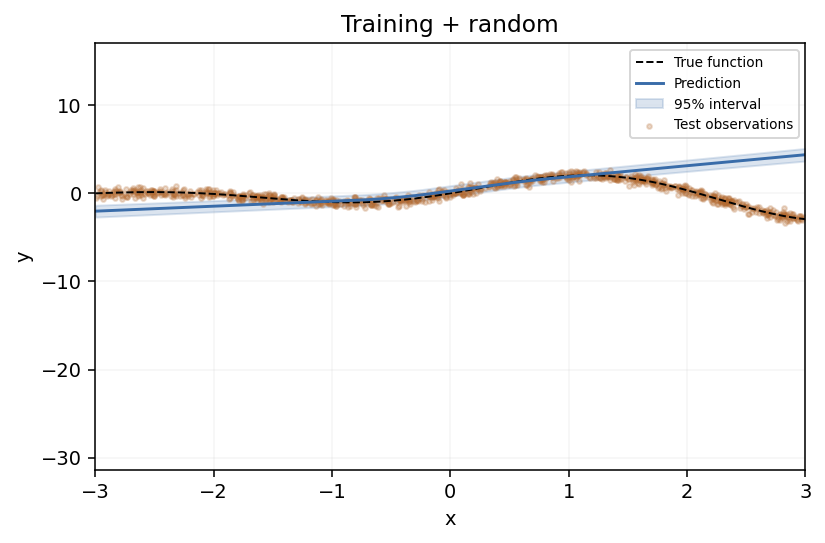 Training + random
True function
Prediction
95% interval
Test observations
10
0
−10
−20
−30
y
−3
−2
−1
0
1
2
3
x